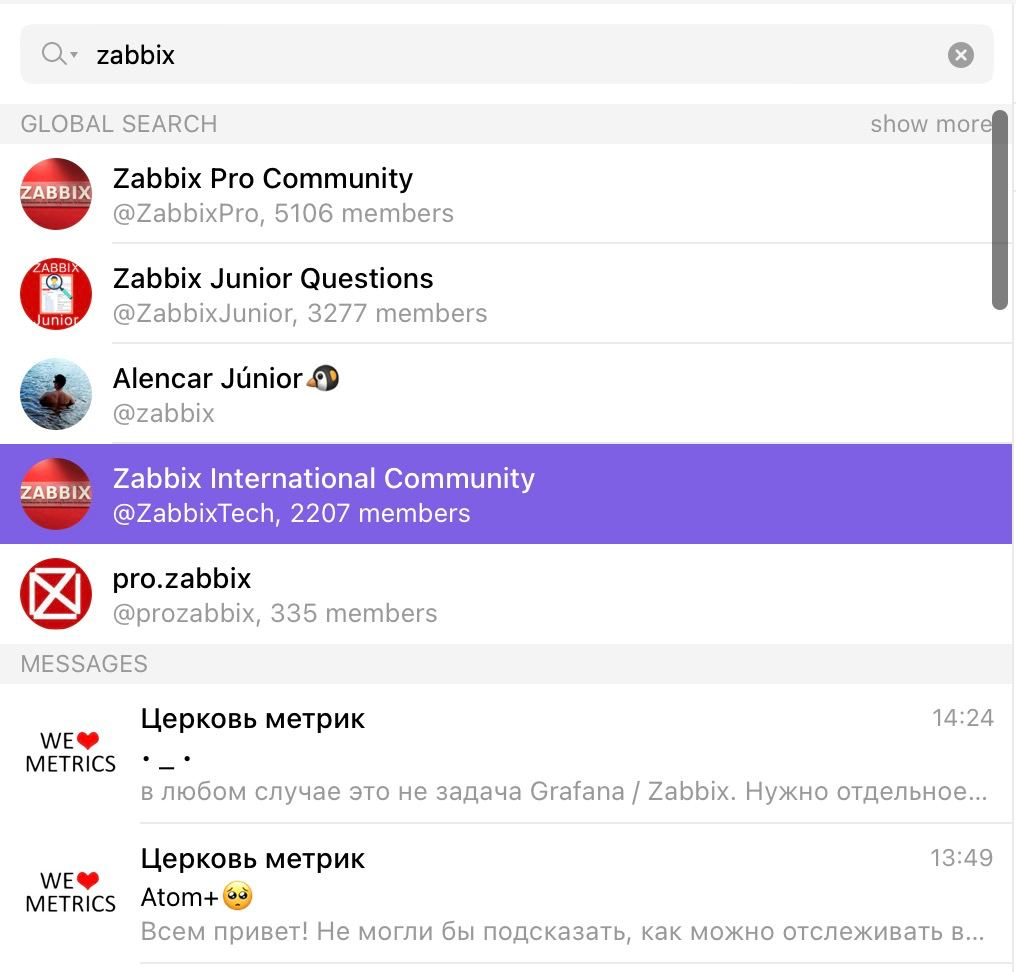 zabbix
GLOBAL SEARCH show more
ZABBIX
Zabbix Pro Community
@ZabbixPro, 5106 members
ZABBIX
Junior
Zabbix Junior Questions
@ZabbixJunior, 3277 members
Alencar Júnior🐧
@zabbix
ZABBIX
Zabbix International Community
@ZabbixTech, 2207 members
pro.zabbix
@prozabbix, 335 members
MESSAGES
WE❤
METRICS
Церковь метрик 14:24
• _ •
в любом случае это не задача Grafana / Zabbix. Нужно отдельное...
WE❤
METRICS
Церковь метрик 13:49
Atom+🥺
Всем привет! Не могли бы подсказать, как можно отслеживать в...